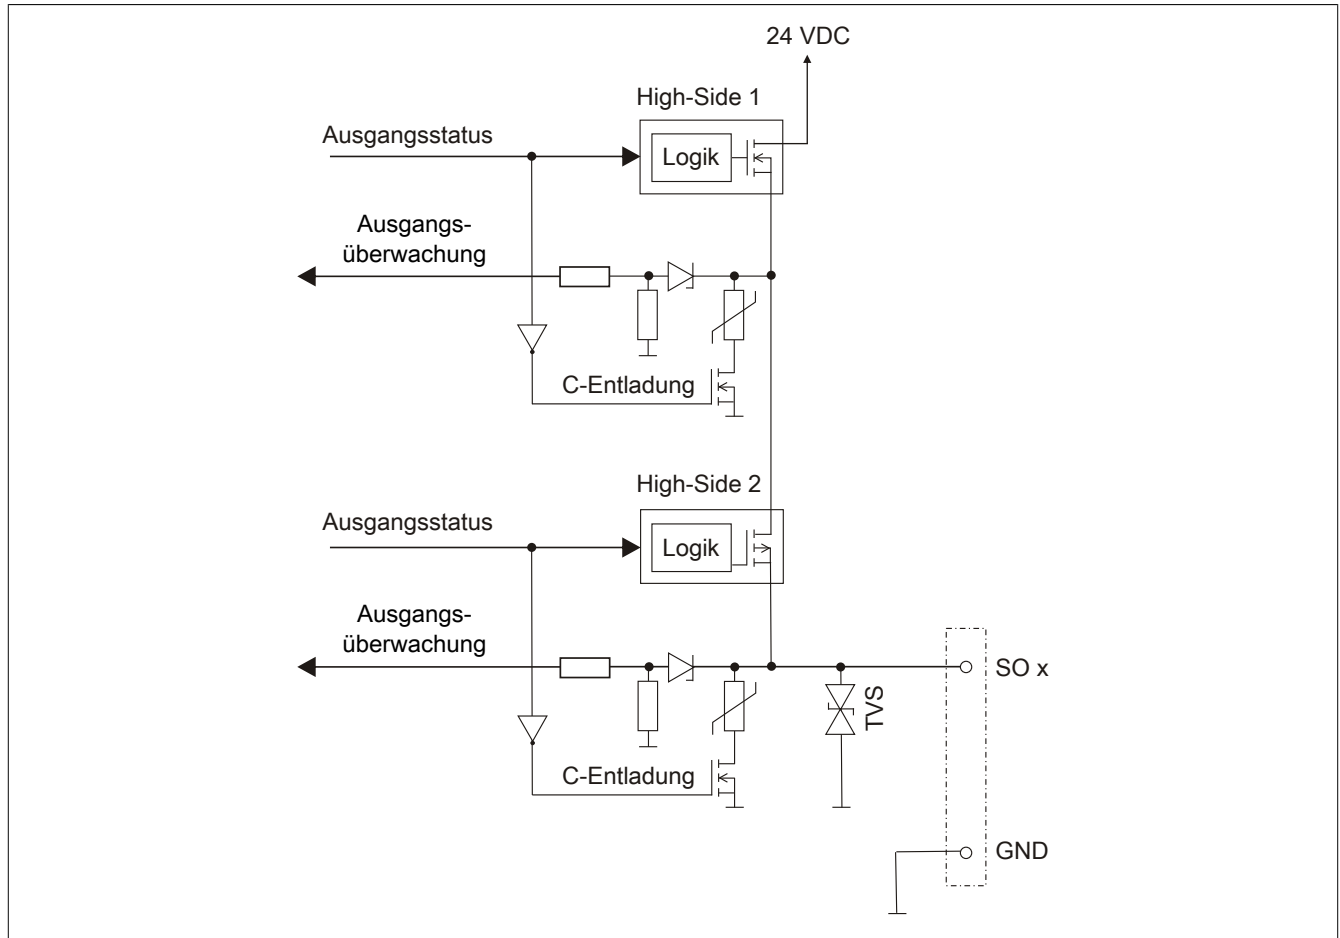 24 VDC
High-Side 1
Ausgangsstatus
Logik
Ausgangs-
überwachung
C-Entladung
High-Side 2
Ausgangsstatus
Logik
Ausgangs-
überwachung
SO x
TVS
C-Entladung
GND